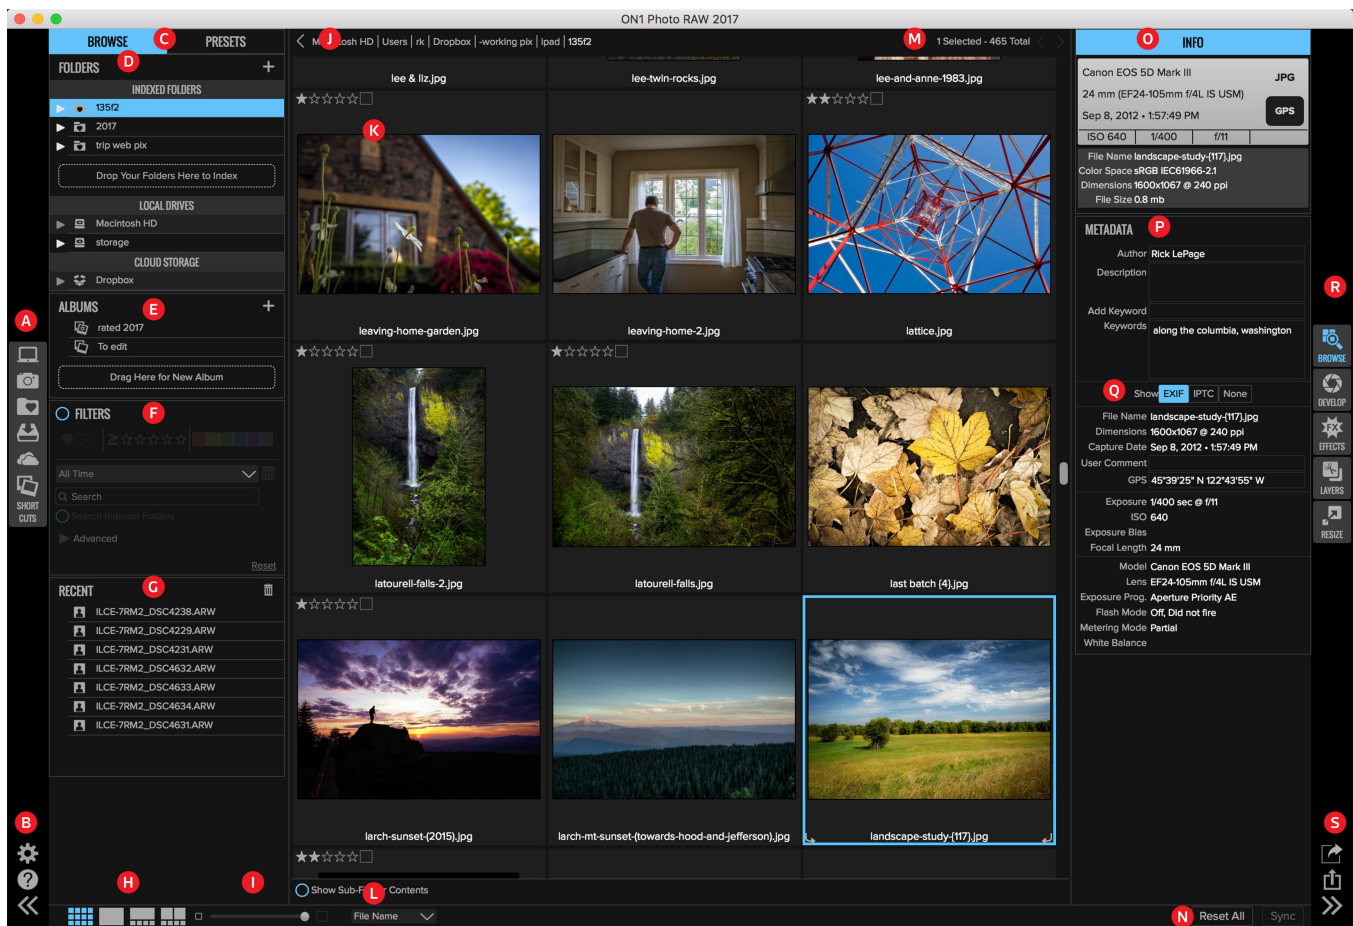 ON1 Photo RAW 2017
BROWSE
C
PRESETS
D
FOLDERS
INDEXED FOLDERS
135f2
2017
trip web pix
Drop Your Folders Here to Index
LOCAL DRIVES
Macintosh HD
storage
CLOUD STORAGE
Dropbox
ALBUMS
E
rated 2017
To edit
Drag Here for New Album
FILTERS
F
All Time
Search
Search Indexed Folders
Advanced
Reset
RECENT
G
ILCE-7RM2_DSC4238.ARW
ILCE-7RM2_DSC4229.ARW
ILCE-7RM2_DSC4231.ARW
ILCE-7RM2_DSC4632.ARW
ILCE-7RM2_DSC4633.ARW
ILCE-7RM2_DSC4634.ARW
ILCE-7RM2_DSC4631.ARW
A
SHORT
CUTS
B
H
I
J
Users | rk | Dropbox | -working pix | ipad | 135f2
M
1 Selected - 465 Total
lee & liz.jpg
lee-twin-rocks.jpg
lee-and-anne-1983.jpg
K
leaving-home-garden.jpg
leaving-home-2.jpg
lattice.jpg
latourell-falls-2.jpg
latourell-falls.jpg
last batch {4}.jpg
larch-sunset-{2015}.jpg
larch-mt-sunset-{towards-hood-and-jefferson}.jpg
landscape-study-{117}.jpg
Show Contents
L
File Name
N
Reset All
Sync
O
INFO
Canon EOS 5D Mark III
JPG
24 mm (EF24-105mm f/4L IS USM)
Sep 8, 2012 • 1:57:49 PM
GPS
ISO 640
1/400
f/11
File Name landscape-study-{117}.jpg
Color Space sRGB IEC61966-2.1
Dimensions 1600x1067 @ 240 ppi
File Size 0.8 mb
METADATA
P
Author Rick LePage
Description
Add Keyword
Keywords along the columbia, washington
Q
Show EXIF IPTC None
File Name landscape-study-{117}.jpg
Dimensions 1600x1067 @ 240 ppi
Capture Date Sep 8, 2012 • 1:57:49 PM
User Comment
GPS 45°39'25" N 122°43'55" W
Exposure 1/400 sec @ f/11
ISO 640
Exposure Bias
Focal Length 24 mm
Model Canon EOS 5D Mark III
Lens EF24-105mm f/4L IS USM
Exposure Prog. Aperture Priority AE
Flash Mode Off, Did not fire
Metering Mode Partial
White Balance
R
BROWSE
DEVELOP
FX
EFFECTS
LAYERS
RESIZE
S